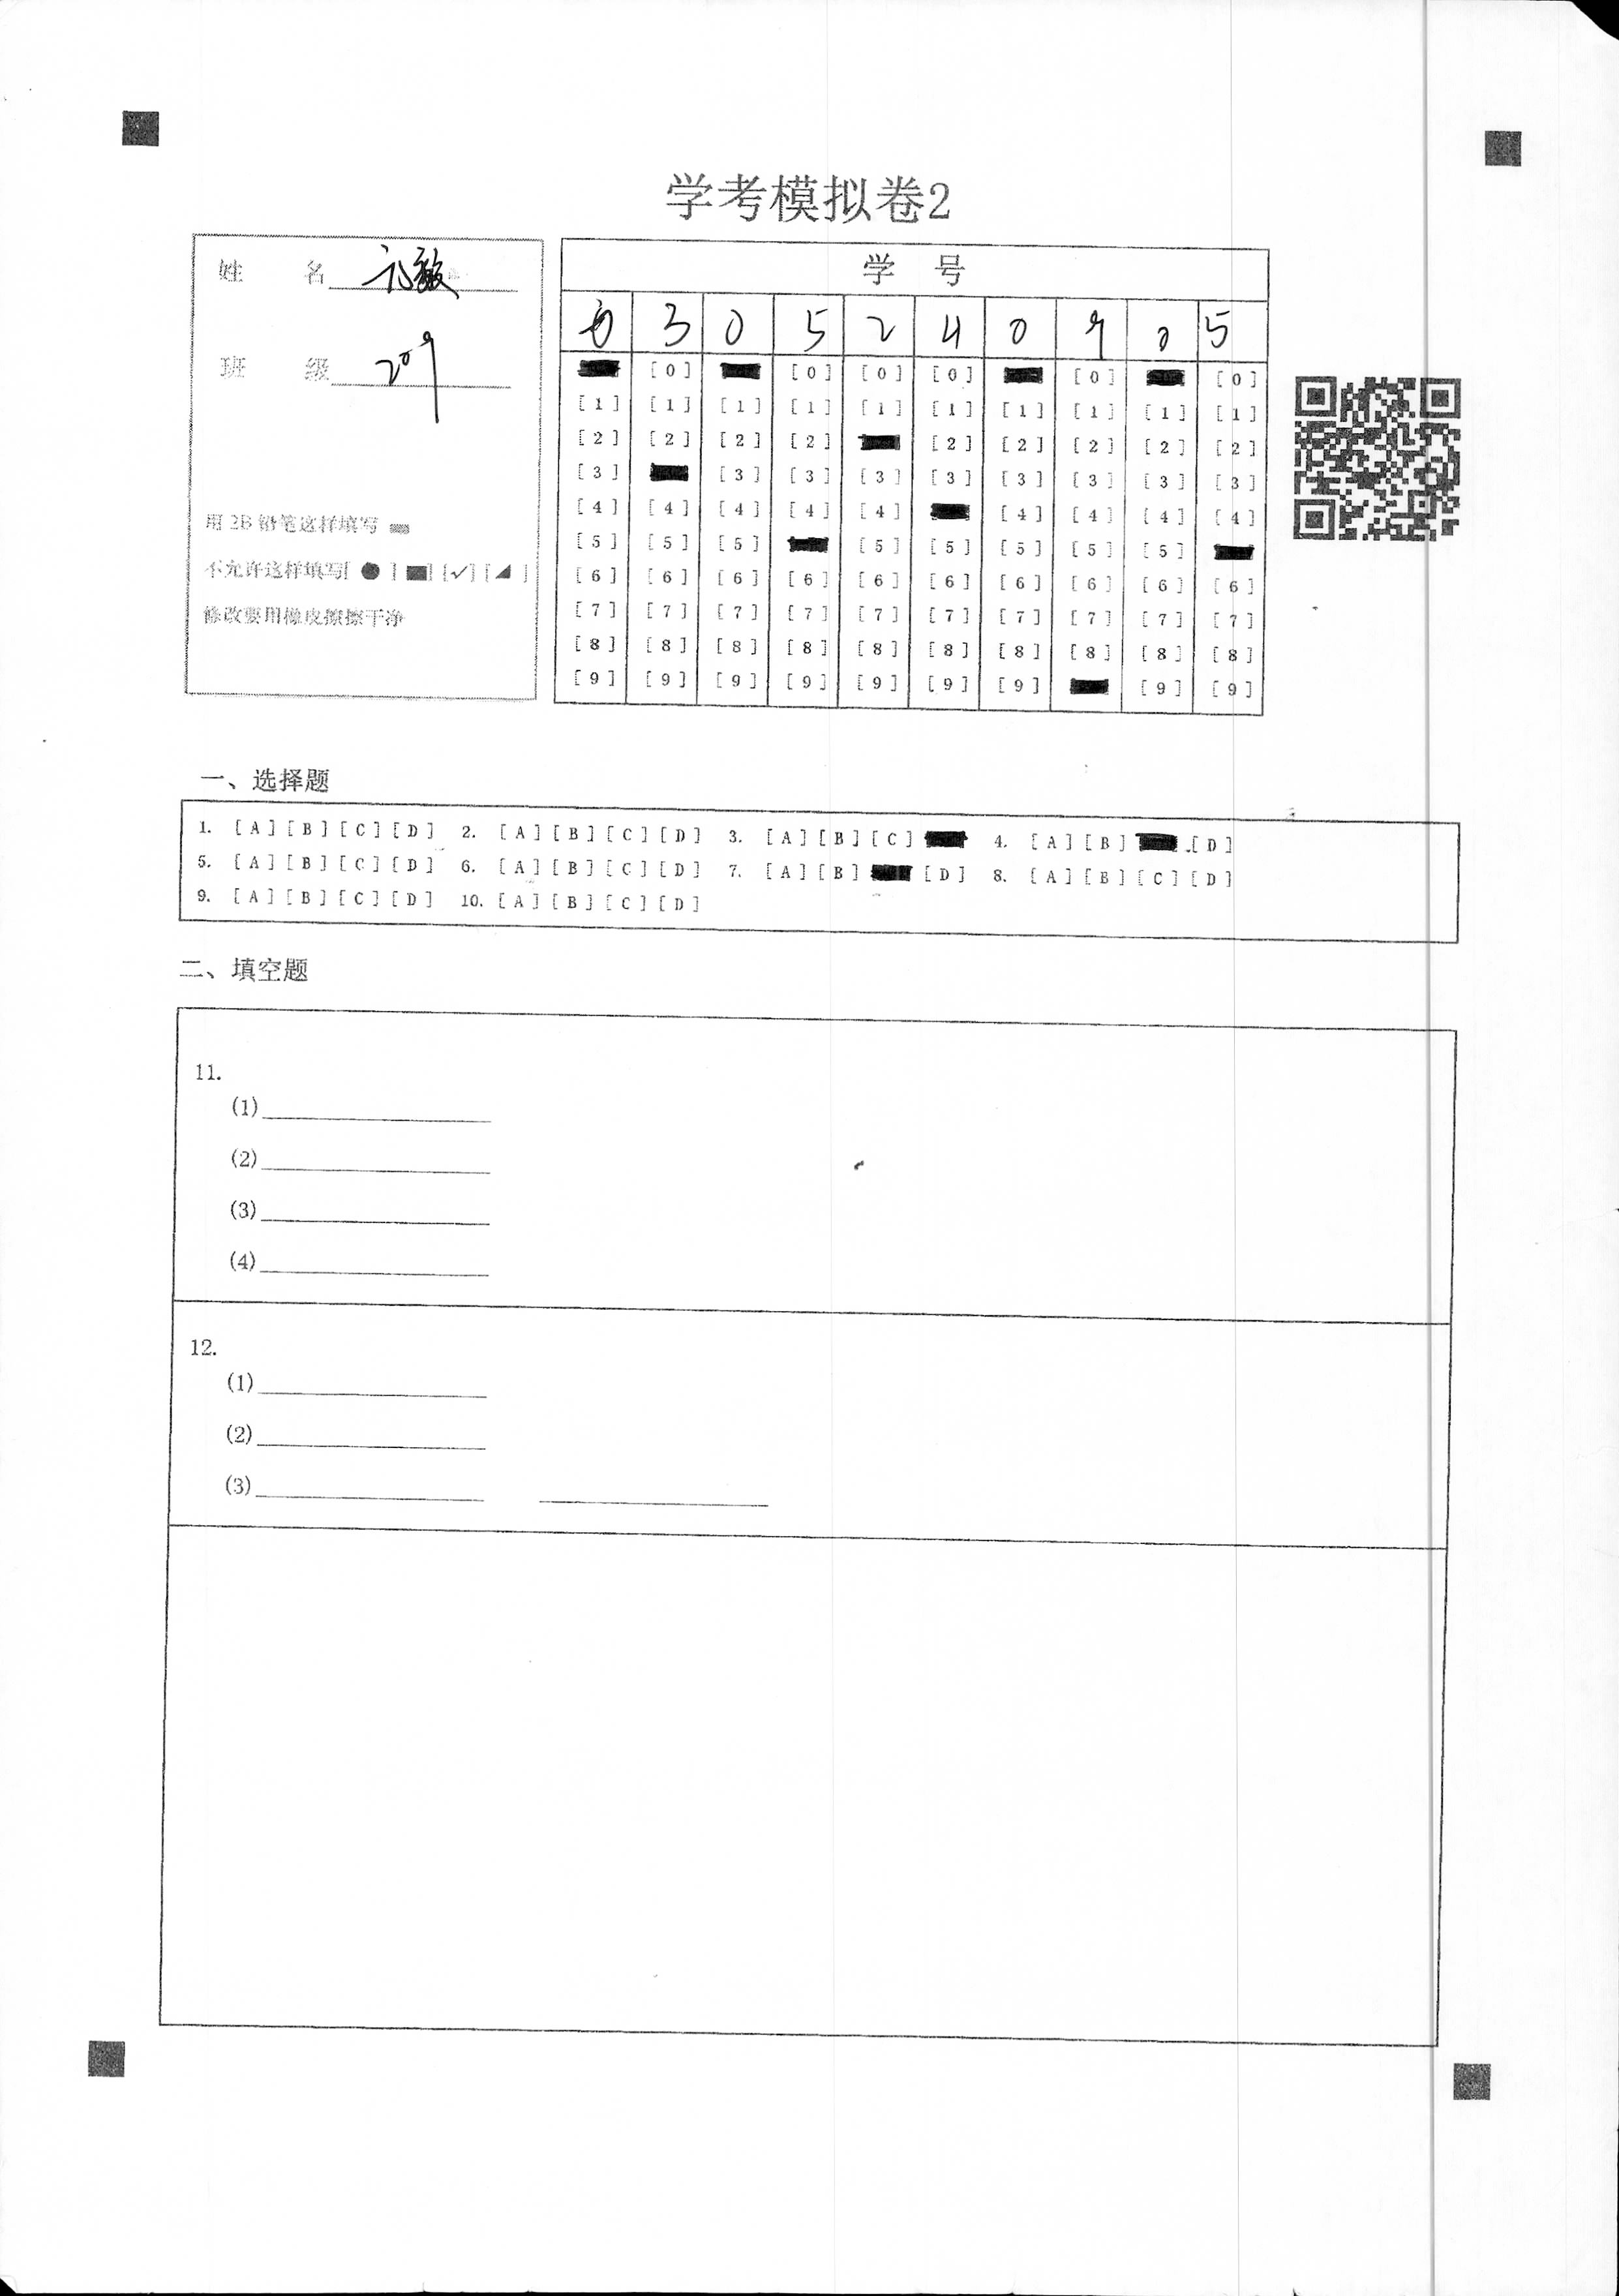 学考模拟卷2
姓 名
班 级 209
用 2B 铅笔这样填写
不允许这样填写[ ● ] [■] [✓] [◢ ]
修改要用橡皮擦擦干净
学 号
0 3 0 5 2 4 0 9 0 5
[0] [0] [0] [0] [0] [0]
[1] [1] [1] [1] [1] [1] [1] [1] [1] [1]
[2] [2] [2] [2] [2] [2] [2] [2] [2]
[3] [3] [3] [3] [3] [3] [3] [3] [3]
[4] [4] [4] [4] [4] [4] [4] [4] [4]
[5] [5] [5] [5] [5] [5] [5] [5]
[6] [6] [6] [6] [6] [6] [6] [6] [6] [6]
[7] [7] [7] [7] [7] [7] [7] [7] [7] [7]
[8] [8] [8] [8] [8] [8] [8] [8] [8] [8]
[9] [9] [9] [9] [9] [9] [9] [9] [9]
一、选择题
1. [A] [B] [C] [D] 2. [A] [B] [C] [D] 3. [A] [B] [C] 4. [A] [B] [D]
5. [A] [B] [C] [D] 6. [A] [B] [C] [D] 7. [A] [B] [D] 8. [A] [B] [C] [D]
9. [A] [B] [C] [D] 10. [A] [B] [C] [D]
二、填空题
11.
(1)
(2)
(3)
(4)
12.
(1)
(2)
(3)